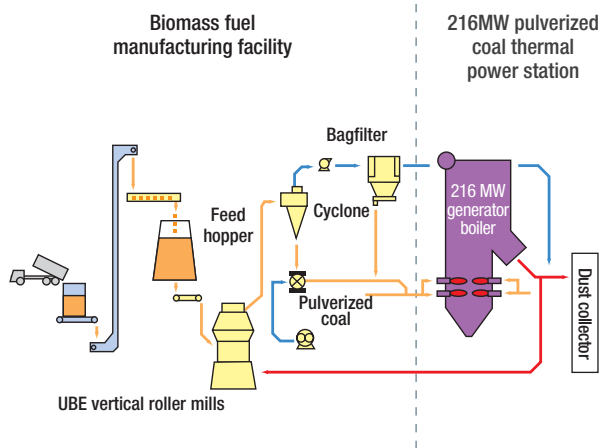 Biomass fuel
manufacturing facility
216MW pulverized
coal thermal
power station
Bagfilter
Feed
hopper
Cyclone
216 MW
generator
boiler
Pulverized
coal
Dust collector
UBE vertical roller mills